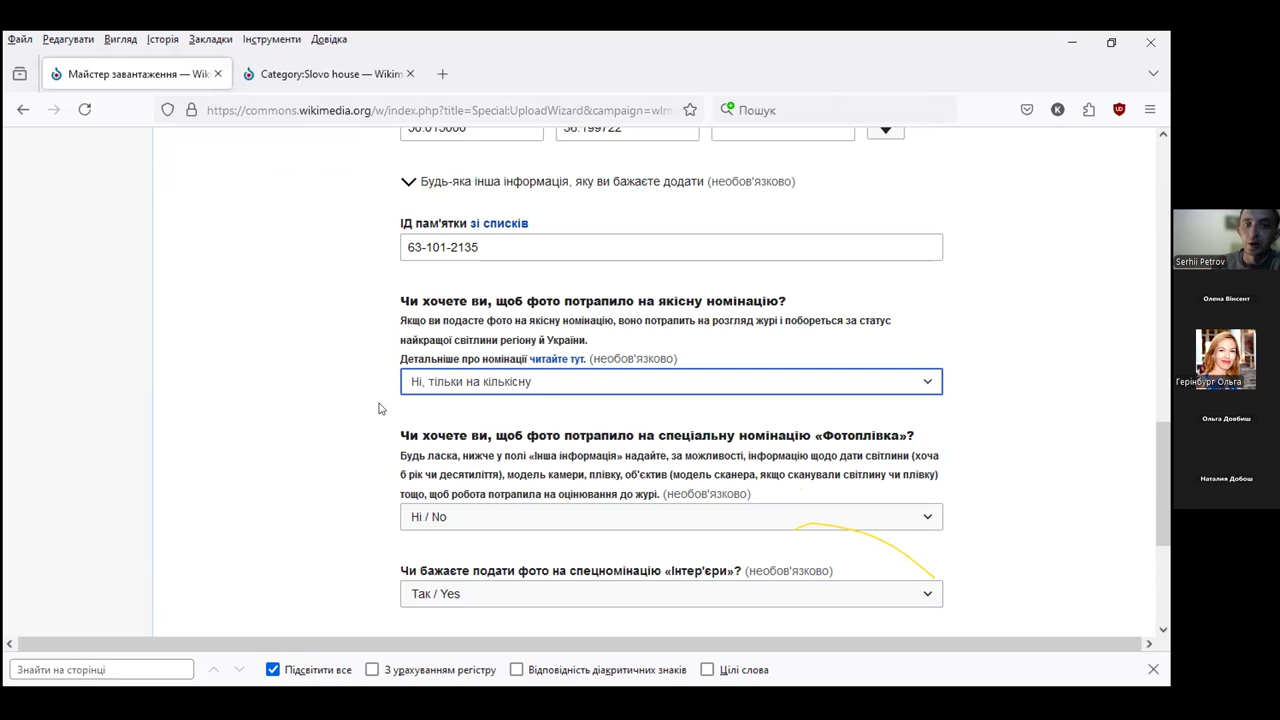 Файл Редагувати Вигляд Історія Закладки Інструменти Довідка
Майстер завантаження — Wiki
Category:Slovo house — Wikim
https://commons.wikimedia.org/w/index.php?title=Special:UploadWizard&campaign=wlm
Пошук
Будь-яка інша інформація, яку ви бажаєте додати (необов'язково)
ІД пам'ятки зі списків
63-101-2135
Чи хочете ви, щоб фото потрапило на якісну номінацію?
Якщо ви подасте фото на якісну номінацію, воно потрапить на розгляд журі і побореться за статус
найкращої світлини регіону й України.
Детальніше про номінації читайте тут. (необов'язково)
Ні, тільки на кількісну
Чи хочете ви, щоб фото потрапило на спеціальну номінацію «Фотоплівка»?
Будь ласка, нижче у полі «Інша інформація» надайте, за можливості, інформацію щодо дати світлини (хоча
б рік чи десятиліття), модель камери, плівку, об'єктив (модель сканера, якщо сканували світлину чи плівку)
тощо, щоб робота потрапила на оцінювання до журі. (необов'язково)
Ні / No
Чи бажаєте подати фото на спецномінацію «Інтер'єри»? (необов'язково)
Так / Yes
Знайти на сторінці
Підсвітити все
З урахуванням регістру
Відповідність діакритичних знаків
Цілі слова
Serhii Petrov
Олена Вінсент
Герінбург Ольга
Ольга Довбиш
Наталия Добош